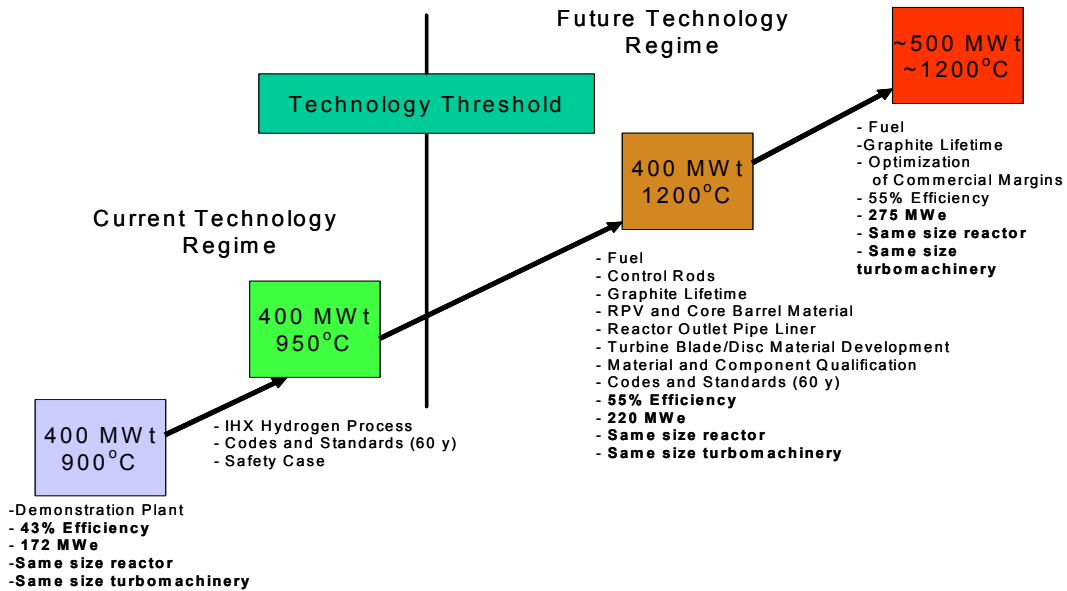 Future Technology
Regime
~500 MWt
~1200°C
Technology Threshold
- Fuel
-Graphite Lifetime
- Optimization
of Commercial Margins
- 55% Efficiency
- 275 MWe
- Same size reactor
- Same size
turbomachinery
400 MWt
1200°C
Current Technology
Regime
- Fuel
- Control Rods
- Graphite Lifetime
- RPV and Core Barrel Material
- Reactor Outlet Pipe Liner
- Turbine Blade/Disc Material Development
- Material and Component Qualification
- Codes and Standards (60 y)
- 55% Efficiency
- 220 MWe
- Same size reactor
- Same size turbomachinery
400 MWt
950°C
- IHX Hydrogen Process
- Codes and Standards (60 y)
- Safety Case
400 MWt
900°C
-Demonstration Plant
- 43% Efficiency
- 172 MWe
-Same size reactor
-Same size turbomachinery